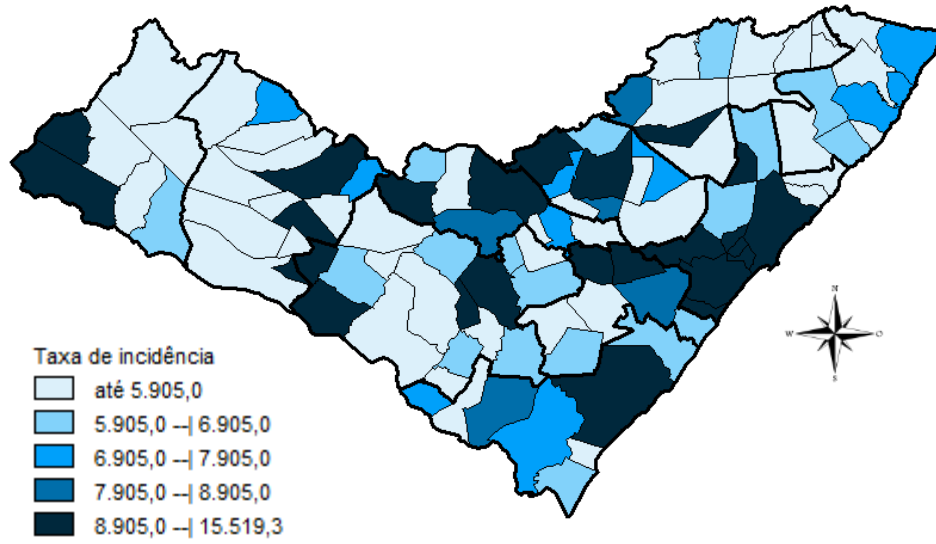 N
W
O
S
Taxa de incidência
até 5.905,0
5.905,0 --| 6.905,0
6.905,0 --| 7.905,0
7.905,0 --| 8.905,0
8.905,0 --| 15.519,3